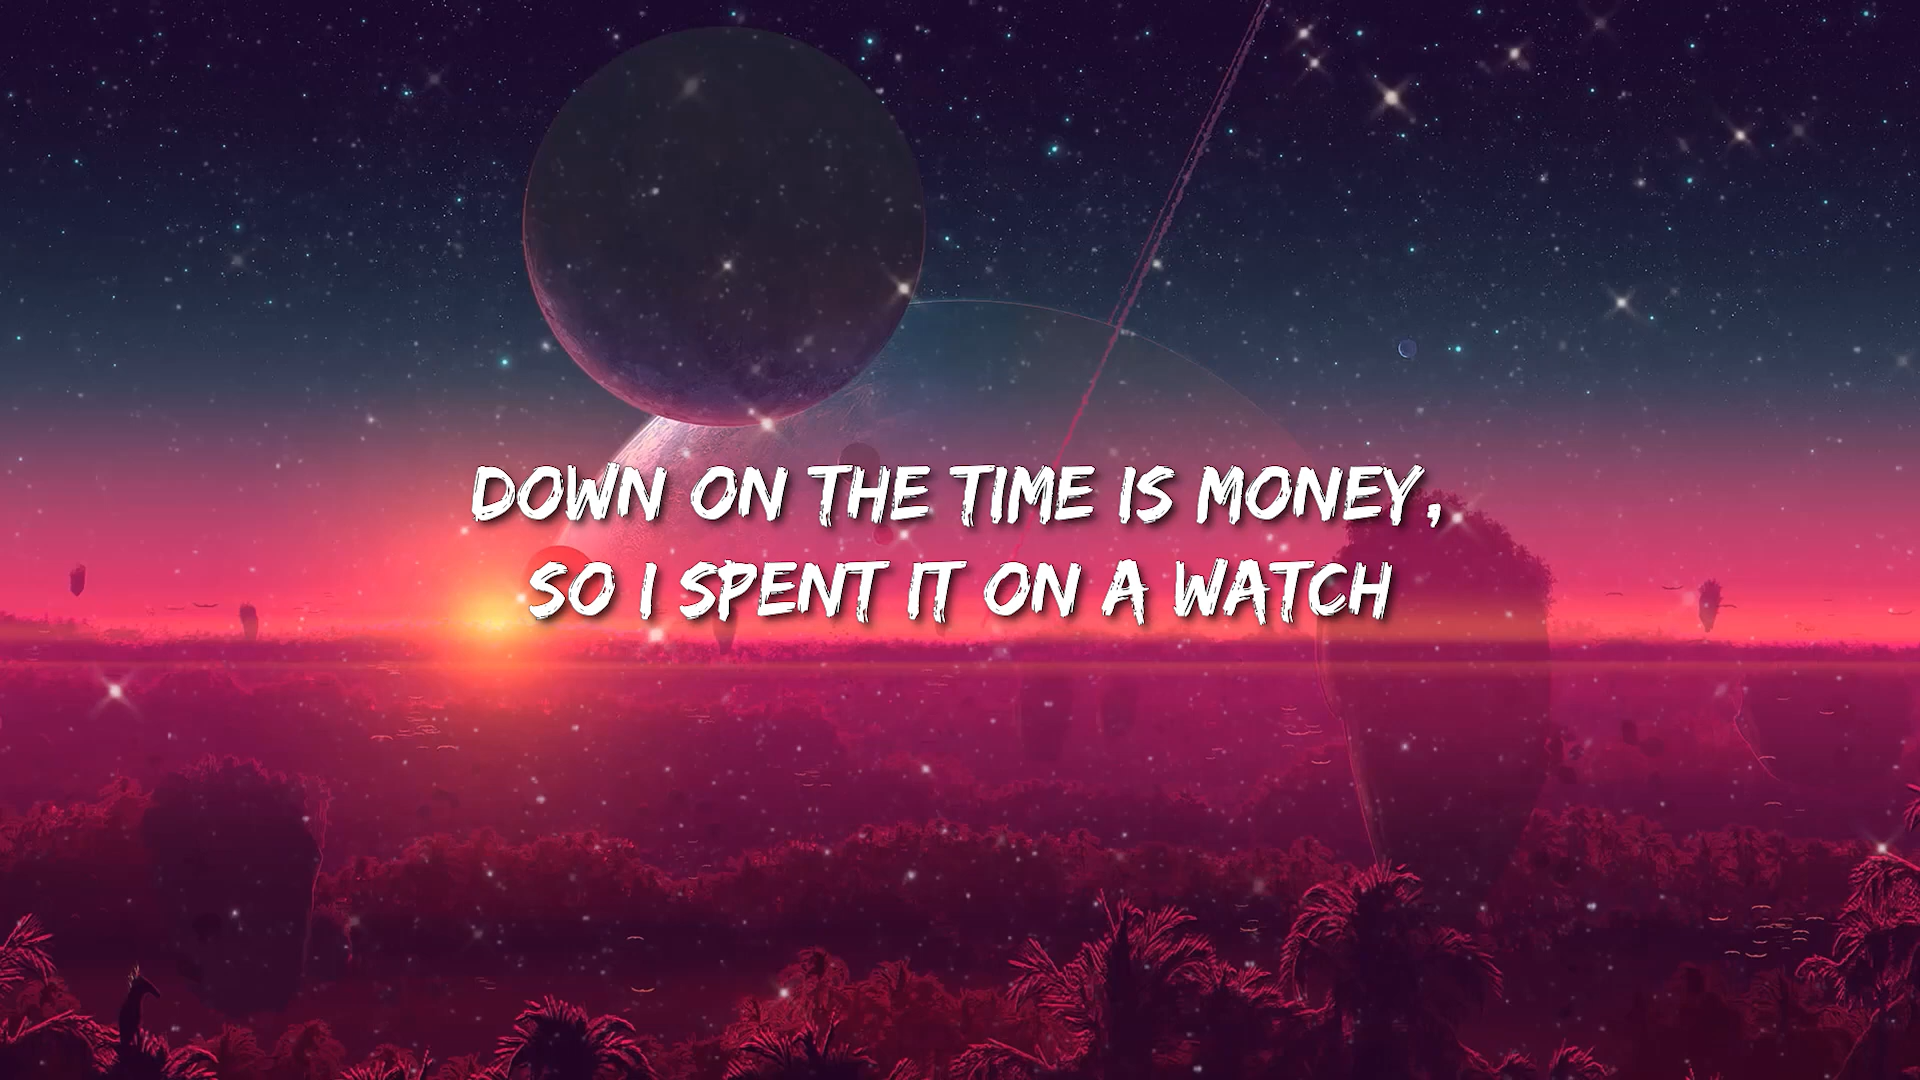 DOWN ON THE TIME IS MONEY,
SO I SPENT IT ON A WATCH